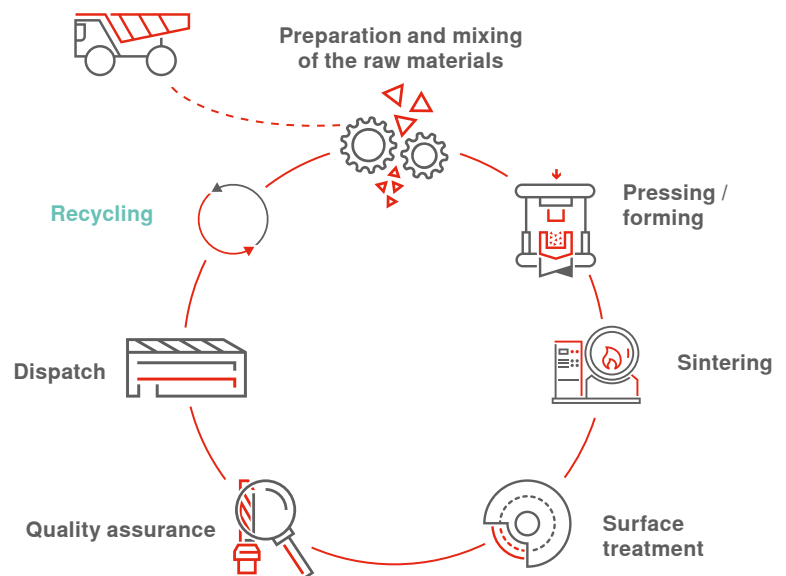 Preparation and mixing
of the raw materials
Pressing /
forming
Recycling
Sintering
Dispatch
Surface
treatment
Quality assurance